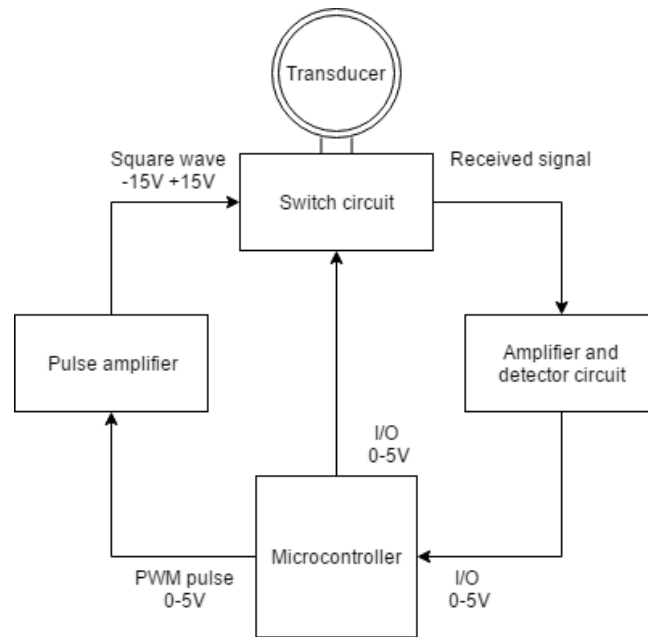 Transducer
Square wave
-15V +15V
Received signal
Switch circuit
Pulse amplifier
Amplifier and
detector circuit
I/O
0-5V
Microcontroller
PWM pulse
0-5V
I/O
0-5V